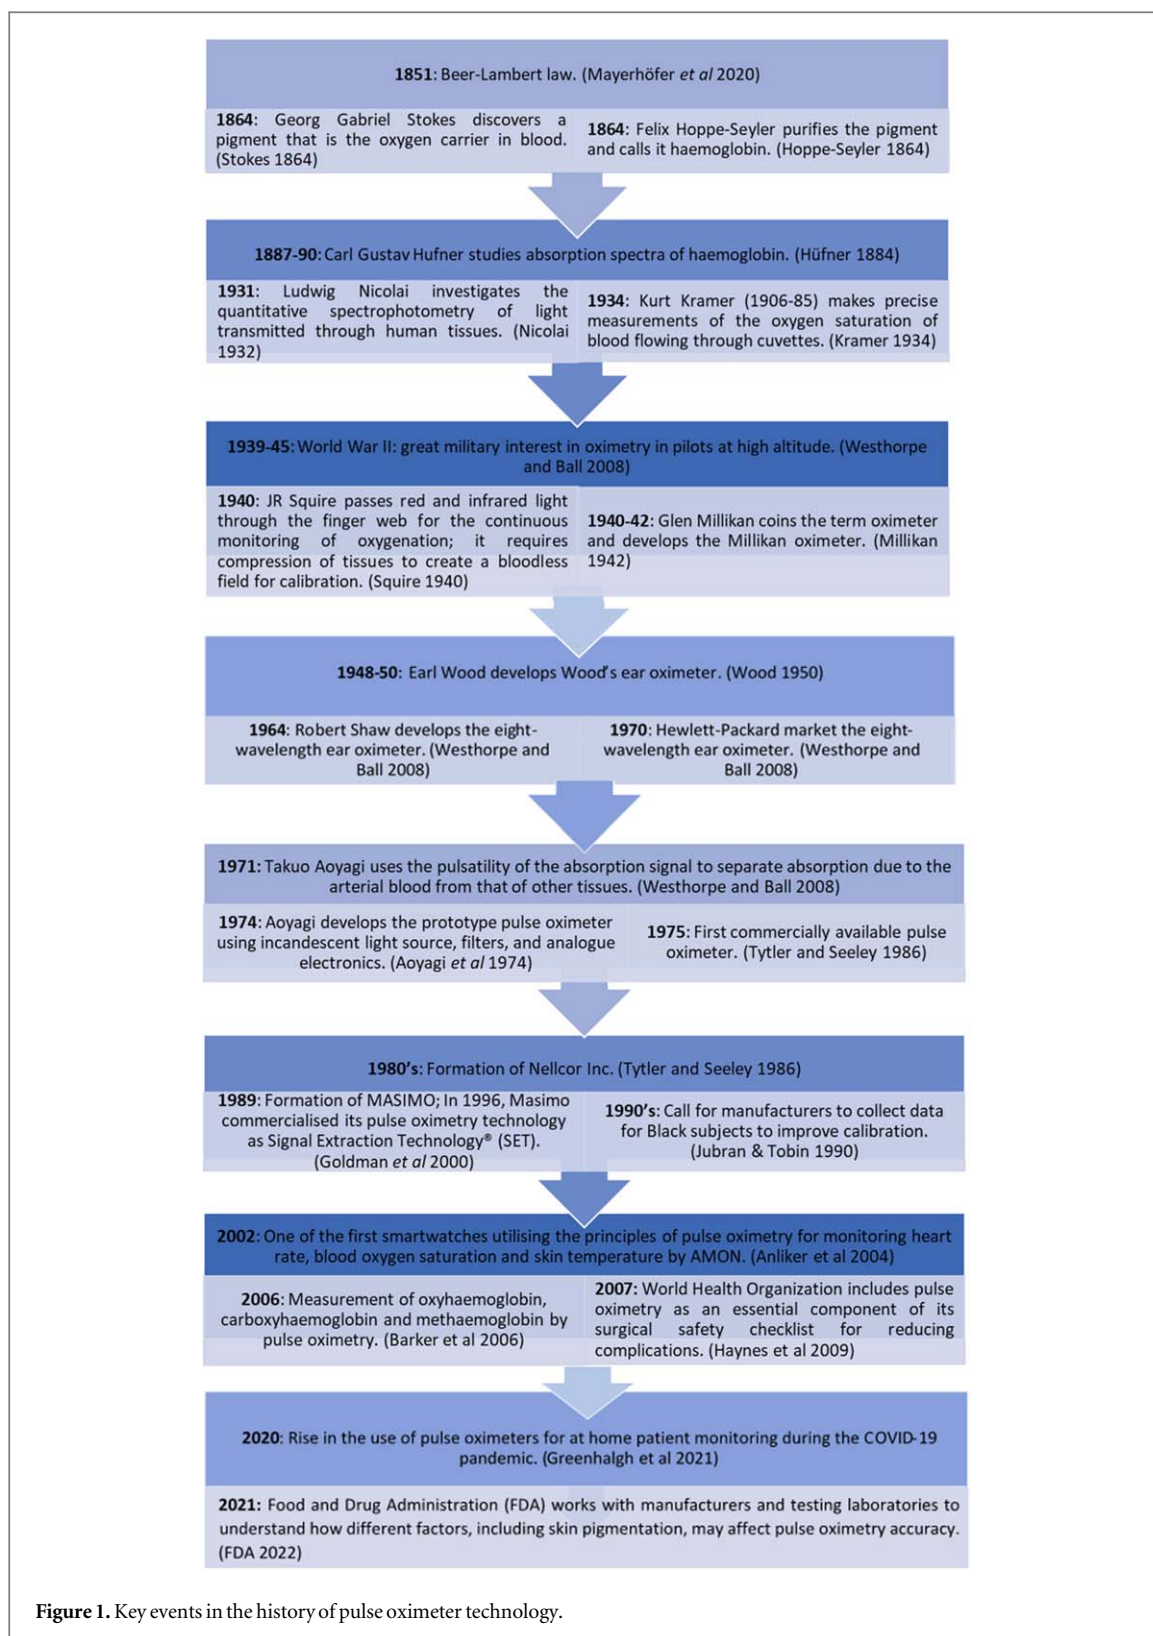 1851: Beer-Lambert law. (Mayerhöfer et al 2020)
1864: Georg Gabriel Stokes discovers a
pigment that is the oxygen carrier in blood.
(Stokes 1864)
1864: Felix Hoppe-Seyler purifies the pigment
and calls it haemoglobin. (Hoppe-Seyler 1864)
1887-90: Carl Gustav Hufner studies absorption spectra of haemoglobin. (Hüfner 1884)
1931: Ludwig Nicolai investigates the
quantitative spectrophotometry of light
transmitted through human tissues. (Nicolai
1932)
1934: Kurt Kramer (1906-85) makes precise
measurements of the oxygen saturation of
blood flowing through cuvettes. (Kramer 1934)
1939-45: World War II: great military interest in oximetry in pilots at high altitude. (Westhorpe
and Ball 2008)
1940: JR Squire passes red and infrared light
through the finger web for the continuous
monitoring of oxygenation; it requires
compression of tissues to create a bloodless
field for calibration. (Squire 1940)
1940-42: Glen Millikan coins the term oximeter
and develops the Millikan oximeter. (Millikan
1942)
1948-50: Earl Wood develops Wood's ear oximeter. (Wood 1950)
1964: Robert Shaw develops the eight-
wavelength ear oximeter. (Westhorpe and
Ball 2008)
1970: Hewlett-Packard market the eight-
wavelength ear oximeter. (Westhorpe and
Ball 2008)
1971: Takuo Aoyagi uses the pulsatility of the absorption signal to separate absorption due to the
arterial blood from that of other tissues. (Westhorpe and Ball 2008)
1974: Aoyagi develops the prototype pulse oximeter
using incandescent light source, filters, and analogue
electronics. (Aoyagi et al 1974)
1975: First commercially available pulse
oximeter. (Tytler and Seeley 1986)
1980's: Formation of Nellcor Inc. (Tytler and Seeley 1986)
1989: Formation of MASIMO; In 1996, Masimo
commercialised its pulse oximetry technology
as Signal Extraction Technology® (SET).
(Goldman et al 2000)
1990's: Call for manufacturers to collect data
for Black subjects to improve calibration.
(Jubran & Tobin 1990)
2002: One of the first smartwatches utilising the principles of pulse oximetry for monitoring heart
rate, blood oxygen saturation and skin temperature by AMON. (Anliker et al 2004)
2006: Measurement of oxyhaemoglobin,
carboxyhaemoglobin and methaemoglobin by
pulse oximetry. (Barker et al 2006)
2007: World Health Organization includes pulse
oximetry as an essential component of its
surgical safety checklist for reducing
complications. (Haynes et al 2009)
2020: Rise in the use of pulse oximeters for at home patient monitoring during the COVID-19
pandemic. (Greenhalgh et al 2021)
2021: Food and Drug Administration (FDA) works with manufacturers and testing laboratories to
understand how different factors, including skin pigmentation, may affect pulse oximetry accuracy.
(FDA 2022)
Figure 1. Key events in the history of pulse oximeter technology.